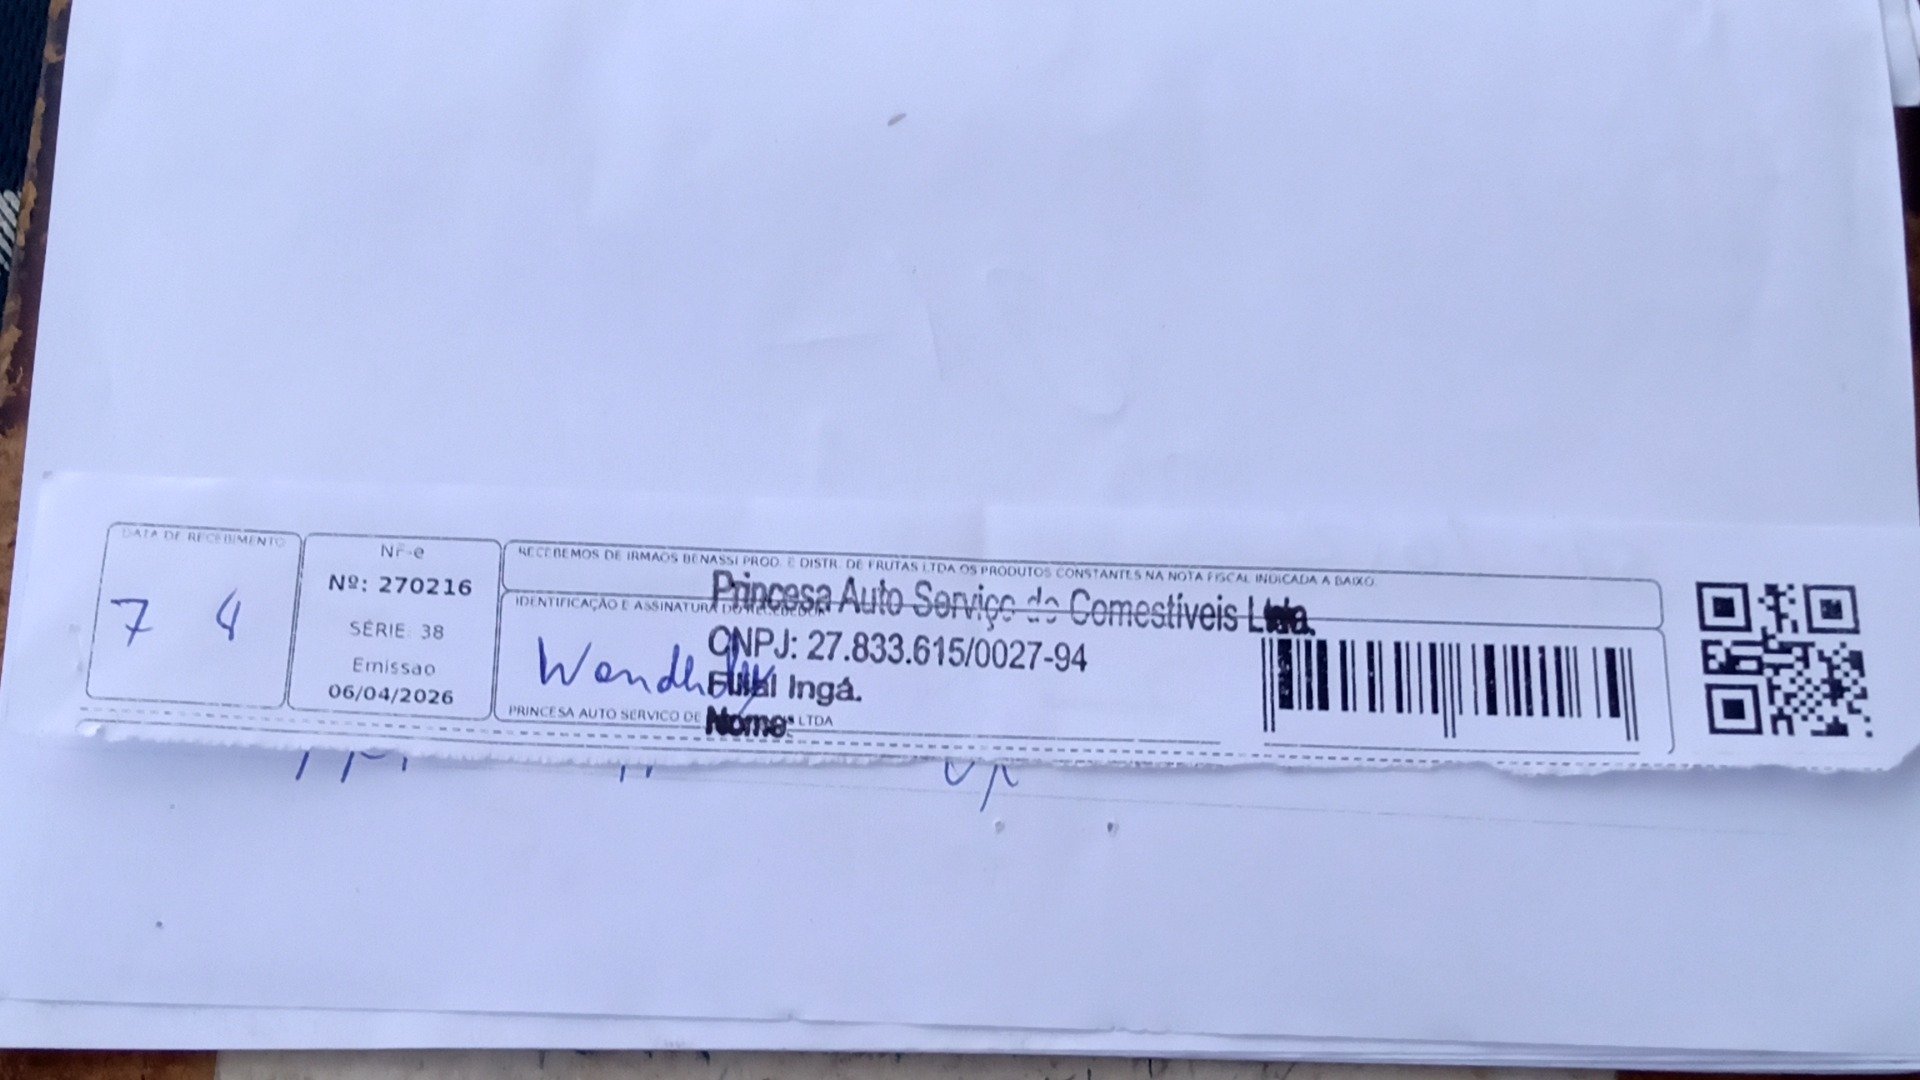 DATA DE RECEBIMENTO
7 4
NF-e
Nº: 270216
SÉRIE: 38
Emissao
06/04/2026
RECEBEMOS DE IRMAOS BENASSI PROD. E DISTR. DE FRUTAS LTDA OS PRODUTOS CONSTANTES NA NOTA FISCAL INDICADA A BAIXO
IDENTIFICAÇÃO E ASSINATURA DO RECEBEDOR
Princesa Auto Serviço de Comestíveis Ltda.
CNPJ: 27.833.615/0027-94
Filial Ingá.
Nome:
PRINCESA AUTO SERVICO DE LTDA